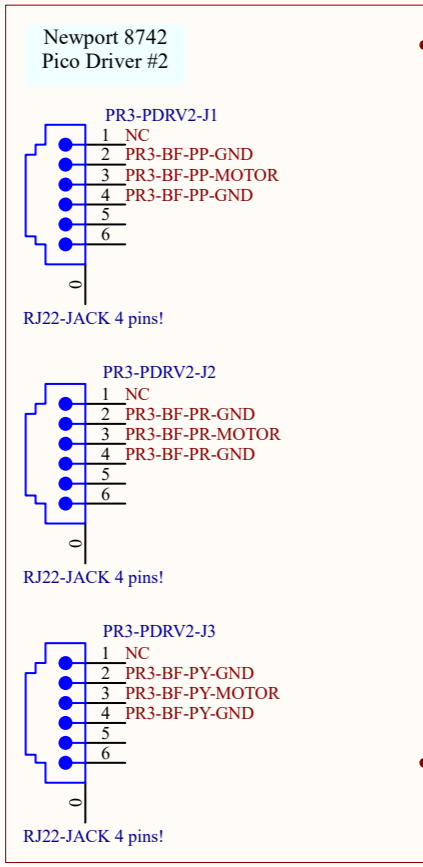 Newport 8742
Pico Driver #2
PR3-PDRV2-J1
1 NC
2 PR3-BF-PP-GND
3 PR3-BF-PP-MOTOR
4 PR3-BF-PP-GND
5
6
0
RJ22-JACK 4 pins!
PR3-PDRV2-J2
1 NC
2 PR3-BF-PR-GND
3 PR3-BF-PR-MOTOR
4 PR3-BF-PR-GND
5
6
0
RJ22-JACK 4 pins!
PR3-PDRV2-J3
1 NC
2 PR3-BF-PY-GND
3 PR3-BF-PY-MOTOR
4 PR3-BF-PY-GND
5
6
0
RJ22-JACK 4 pins!